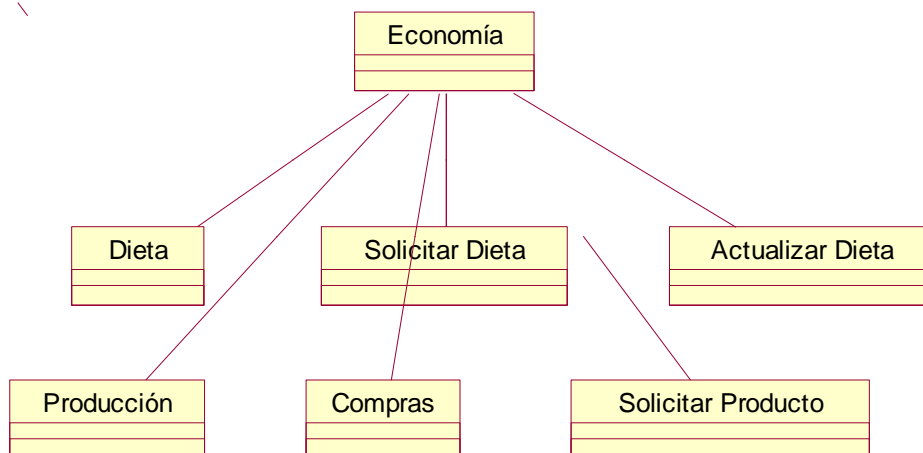 Economía
Dieta
Solicitar Dieta
Actualizar Dieta
Producción
Compras
Solicitar Producto